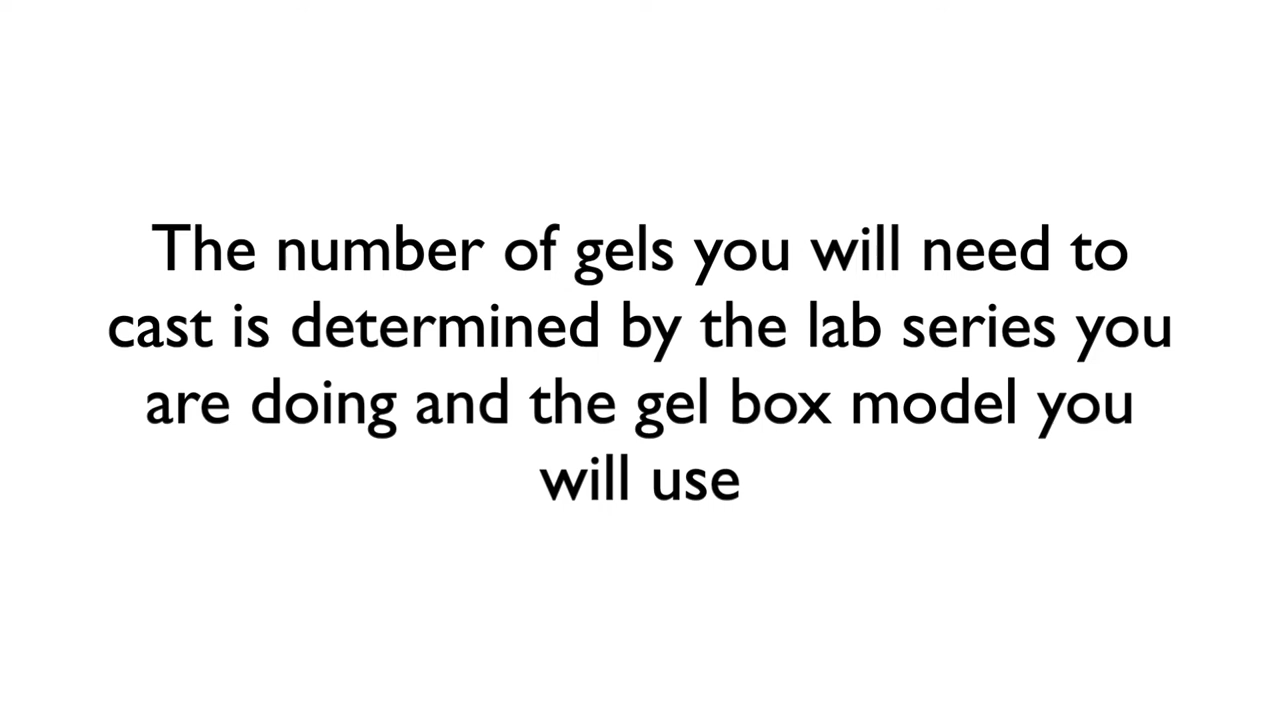 The number of gels you will need to
cast is determined by the lab series you
are doing and the gel box model you
will use